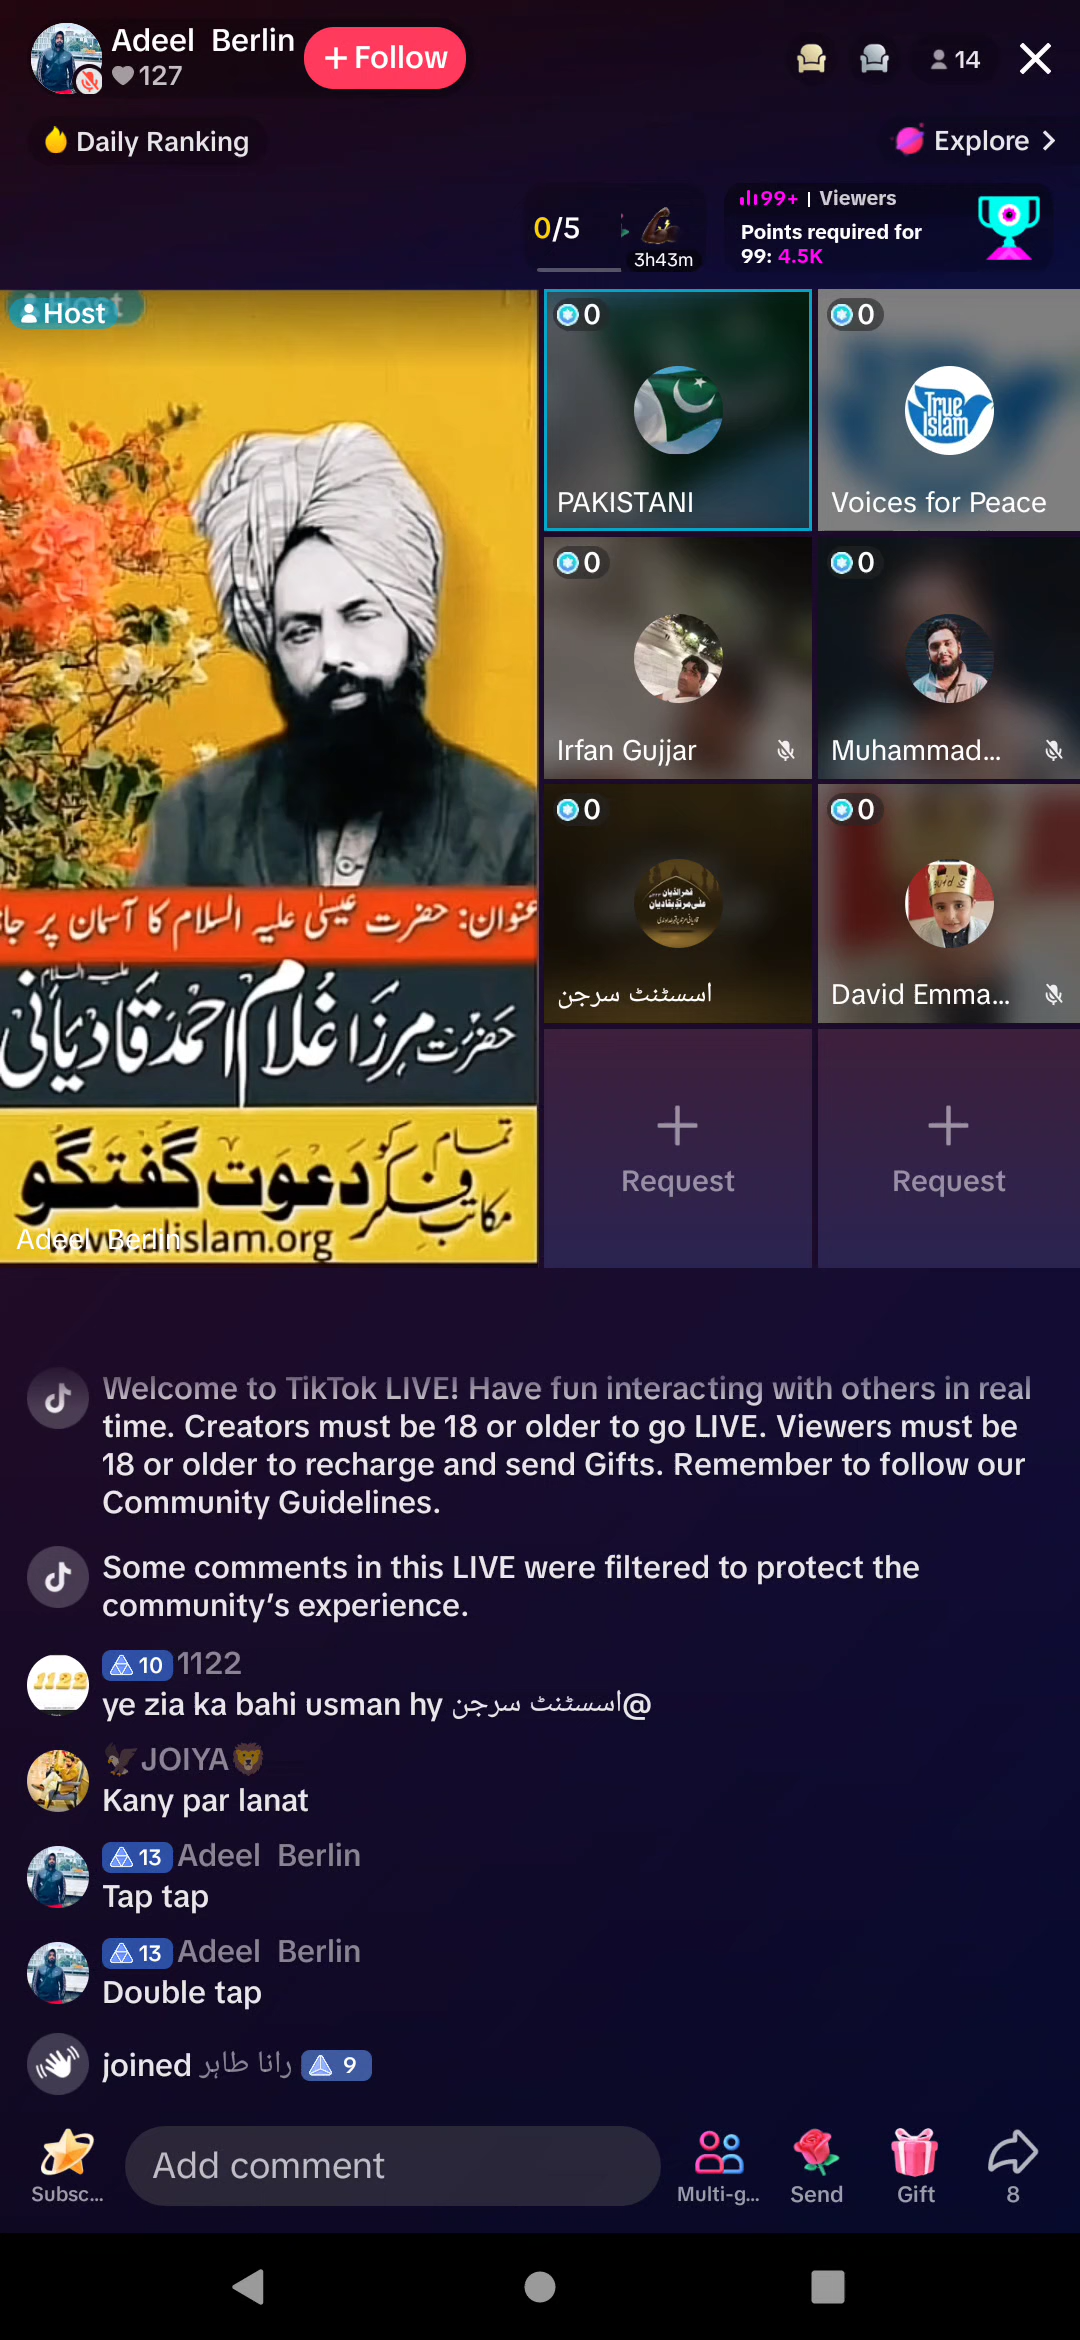 Adeel Berlin
127
+ Follow
14
Daily Ranking
Explore
0/5
3h43m
99+ | Viewers
Points required for
99: 4.5K
Host
عنوان: حضرت عیسیٰ علیہ السلام کا آسمان پر جا
حضرت مرزا غلام احمد قادیانی علیہ السلام
تمام مکاتب فکر کو دعوت گفتگو
www.alislam.org
Adeel Berlin
0
PAKISTANI
0
True Islam
Voices for Peace
0
Irfan Gujjar
0
Muhammad...
0
اسسٹنٹ سرجن
0
David Emma...
Request
Request
Welcome to TikTok LIVE! Have fun interacting with others in real
time. Creators must be 18 or older to go LIVE. Viewers must be
18 or older to recharge and send Gifts. Remember to follow our
Community Guidelines.
Some comments in this LIVE were filtered to protect the
community’s experience.
10 1122
ye zia ka bahi usman hy اسسٹنٹ سرجن@
JOIYA
Kany par lanat
13 Adeel Berlin
Tap tap
13 Adeel Berlin
Double tap
joined رانا طاہر 9
Subsc...
Add comment
Multi-g...
Send
Gift
8